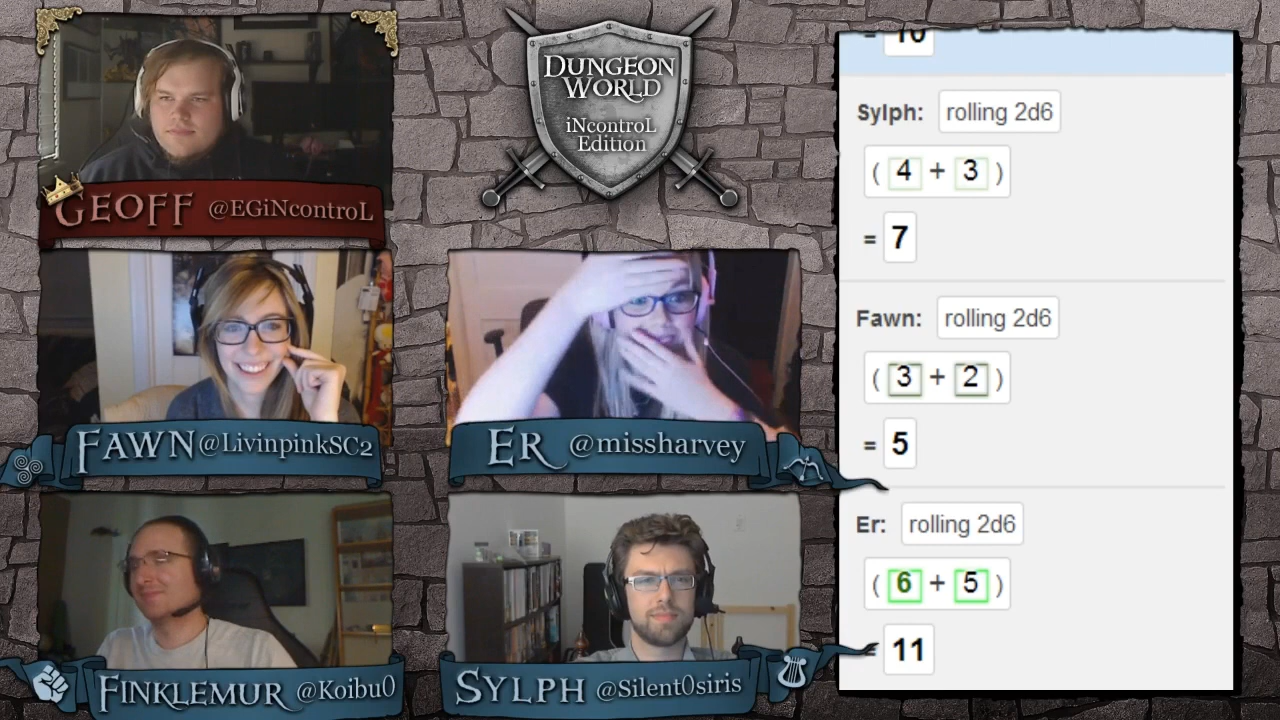 DUNGEON
WORLD
iNcontroL
Edition
GEOFF @EGiNcontroL
FAWN @LivinpinkSC2
ER @missharvey
FINKLEMUR @Koibu0
SYLPH @Silent0siris
= 10
Sylph: rolling 2d6
( 4 + 3 )
= 7
Fawn: rolling 2d6
( 3 + 2 )
= 5
Er: rolling 2d6
( 6 + 5 )
= 11